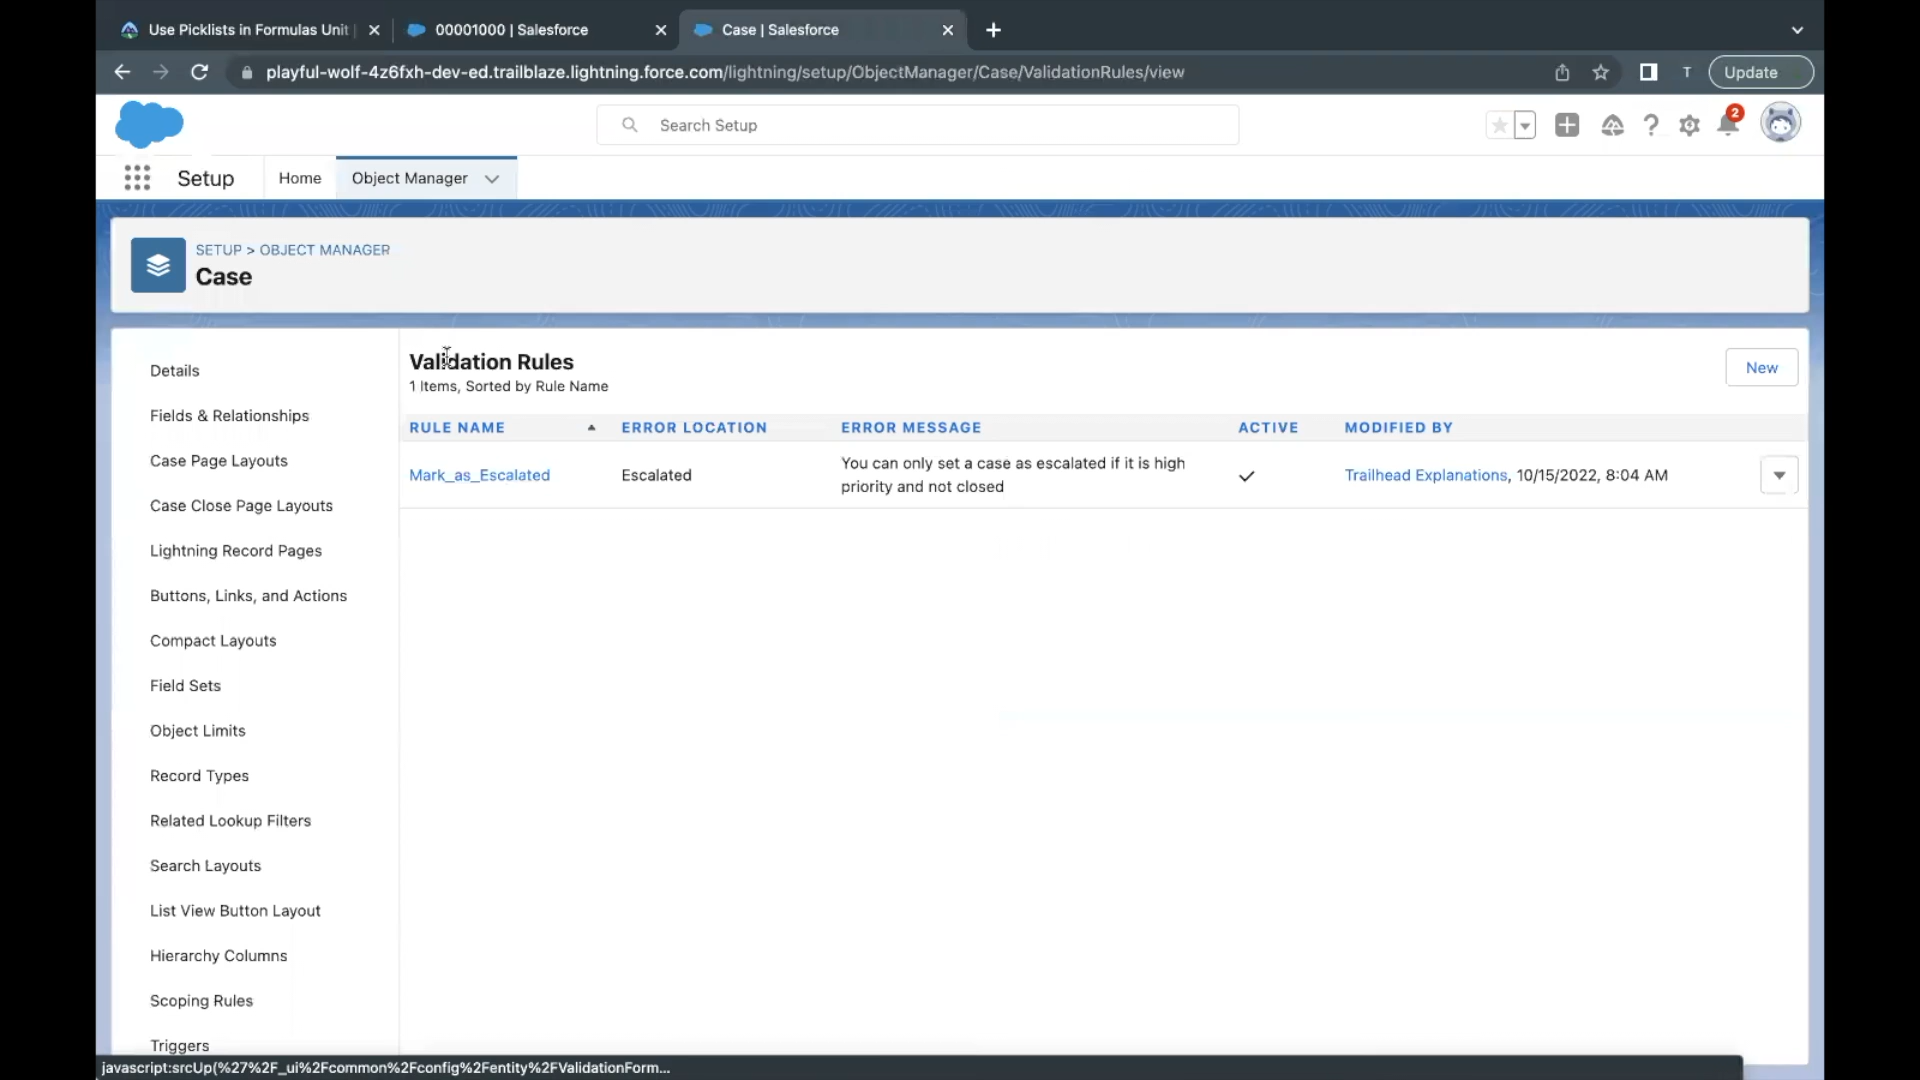 Use Picklists in Formulas Unit
00001000 | Salesforce
Case | Salesforce
playful-wolf-4z6fxh-dev-ed.trailblaze.lightning.force.com/lightning/setup/ObjectManager/Case/ValidationRules/view
T
Update
Search Setup
2
Setup
Home
Object Manager
SETUP > OBJECT MANAGER
Case
Details
Fields & Relationships
Case Page Layouts
Case Close Page Layouts
Lightning Record Pages
Buttons, Links, and Actions
Compact Layouts
Field Sets
Object Limits
Record Types
Related Lookup Filters
Search Layouts
List View Button Layout
Hierarchy Columns
Scoping Rules
Triggers
Validation Rules
1 Items, Sorted by Rule Name
New
RULE NAME ERROR LOCATION ERROR MESSAGE ACTIVE MODIFIED BY
Mark_as_Escalated Escalated You can only set a case as escalated if it is high
priority and not closed
Trailhead Explanations, 10/15/2022, 8:04 AM
javascript:srcUp(%27%2F_ui%2Fcommon%2Fconfig%2Fentity%2FValidationForm...